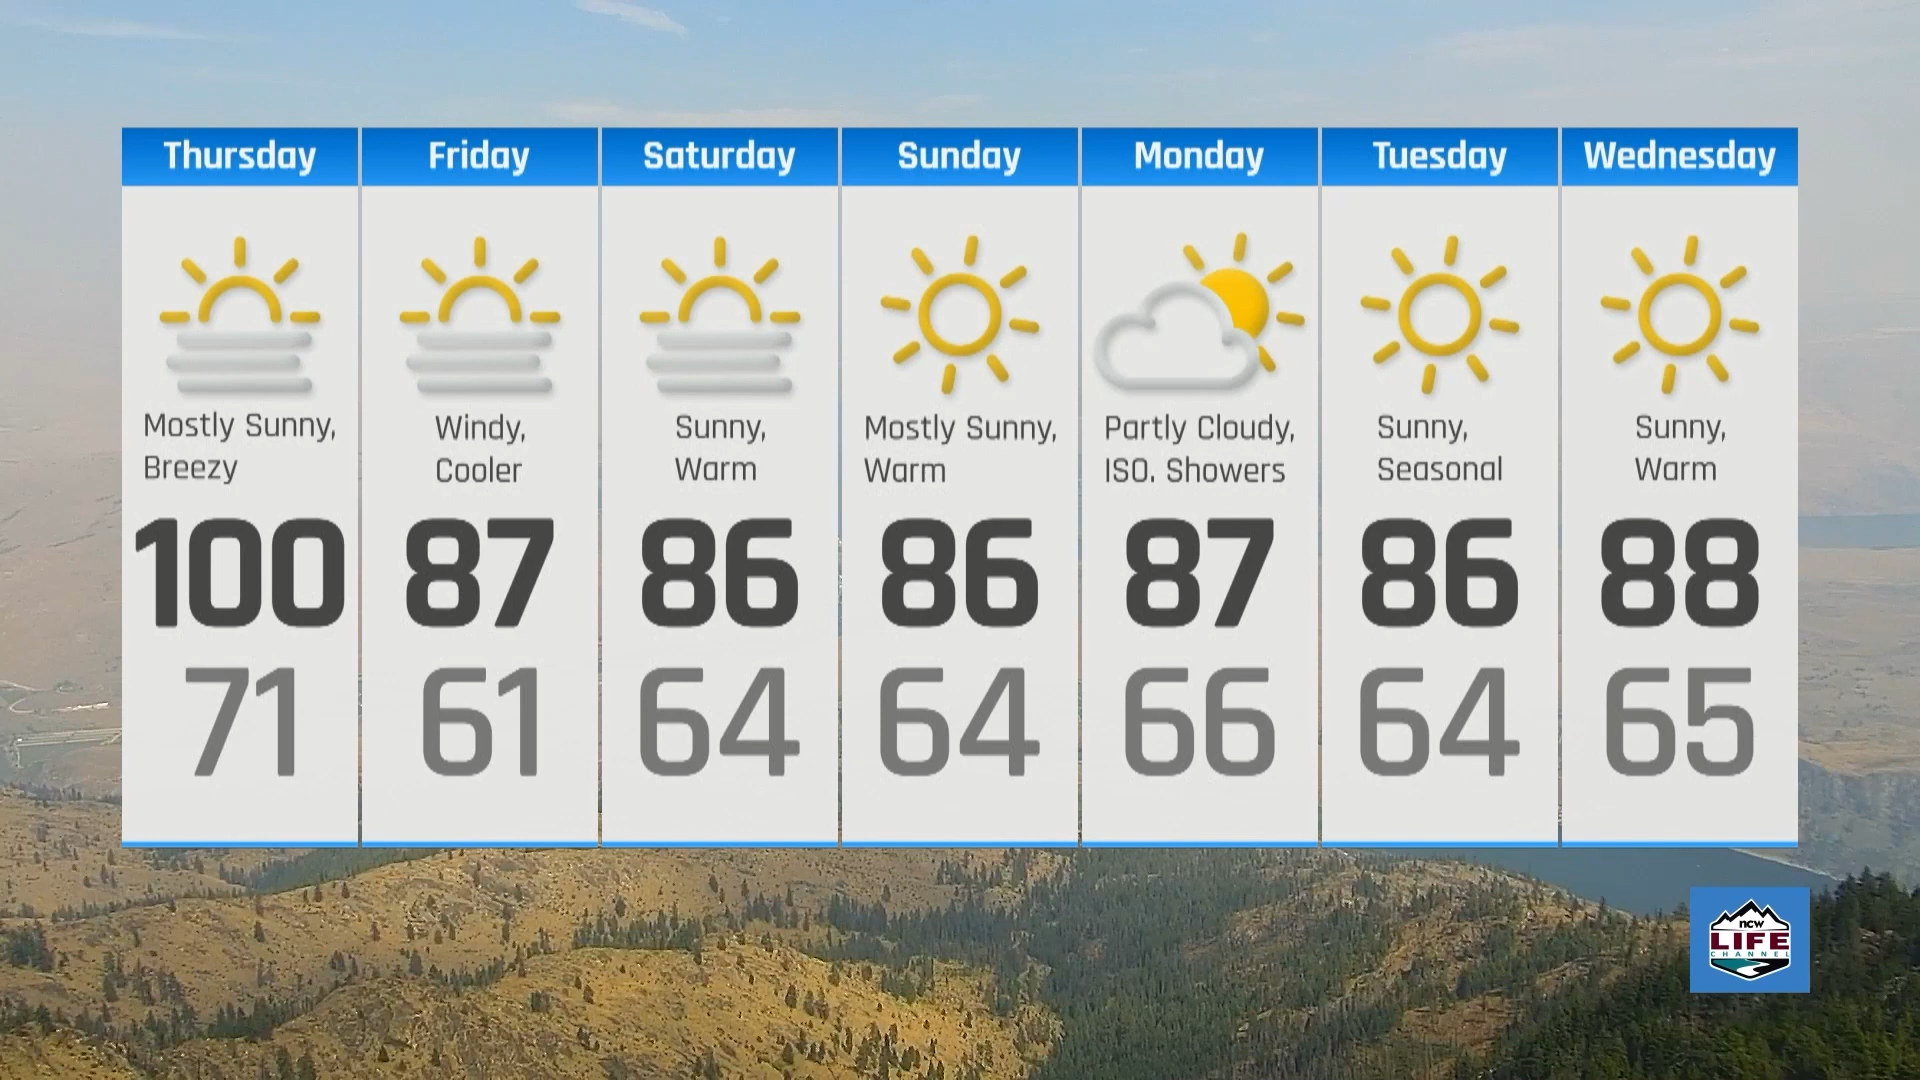 Thursday
Friday
Saturday
Sunday
Monday
Tuesday
Wednesday
Mostly Sunny,
Breezy
Windy,
Cooler
Sunny,
Warm
Mostly Sunny,
Warm
Partly Cloudy,
ISO. Showers
Sunny,
Seasonal
Sunny,
Warm
100
87
86
86
87
86
88
71
61
64
64
66
64
65
ncw
LIFE
CHANNEL